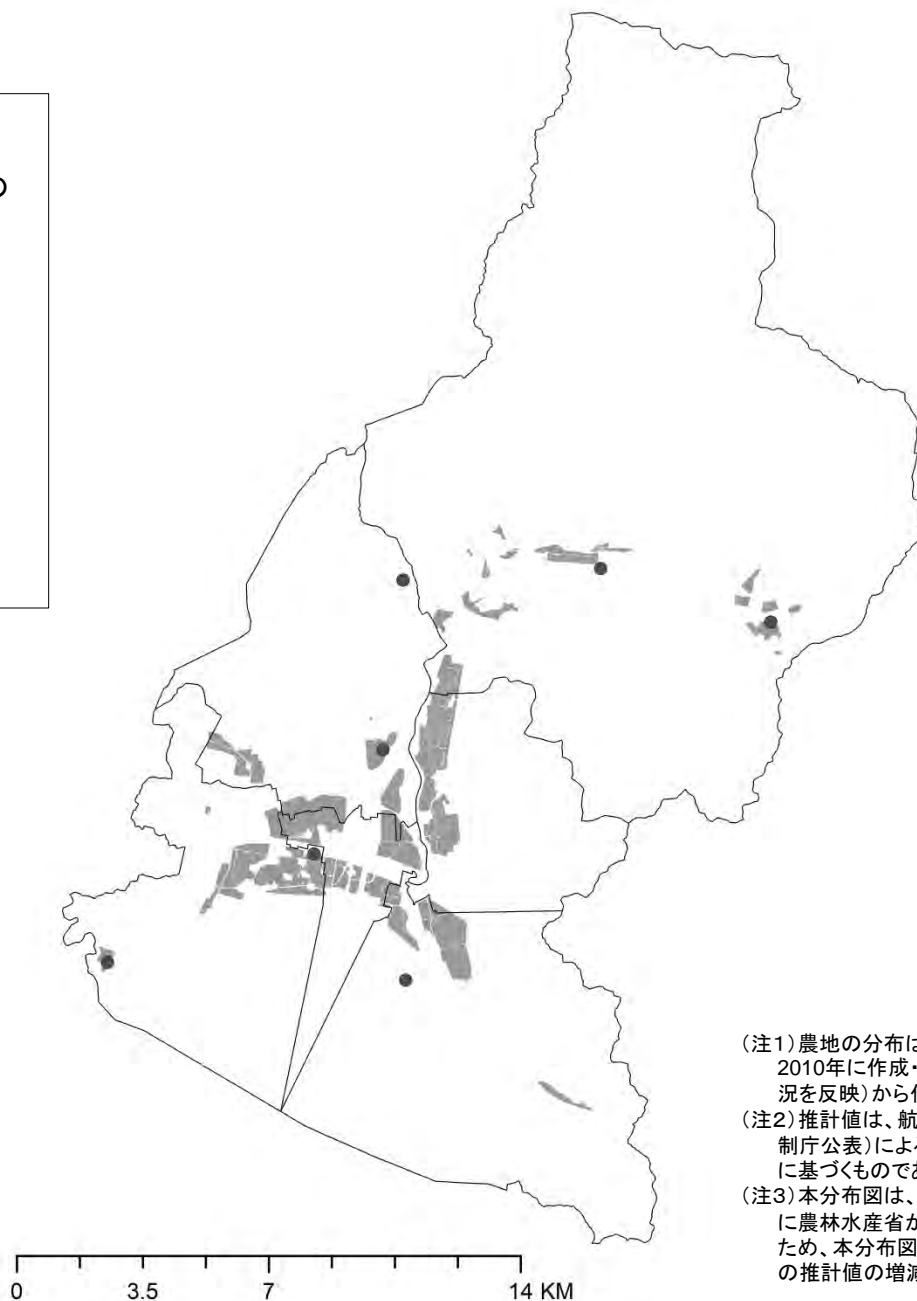 の
(注1)農地の分布は
2010年に作成・
況を反映)から作
(注2)推計値は、航
制庁公表)による
に基づくものであ
(注3)本分布図は、
に農林水産省が
ため、本分布図
の推計値の増減
0 3.5 7 14 KM